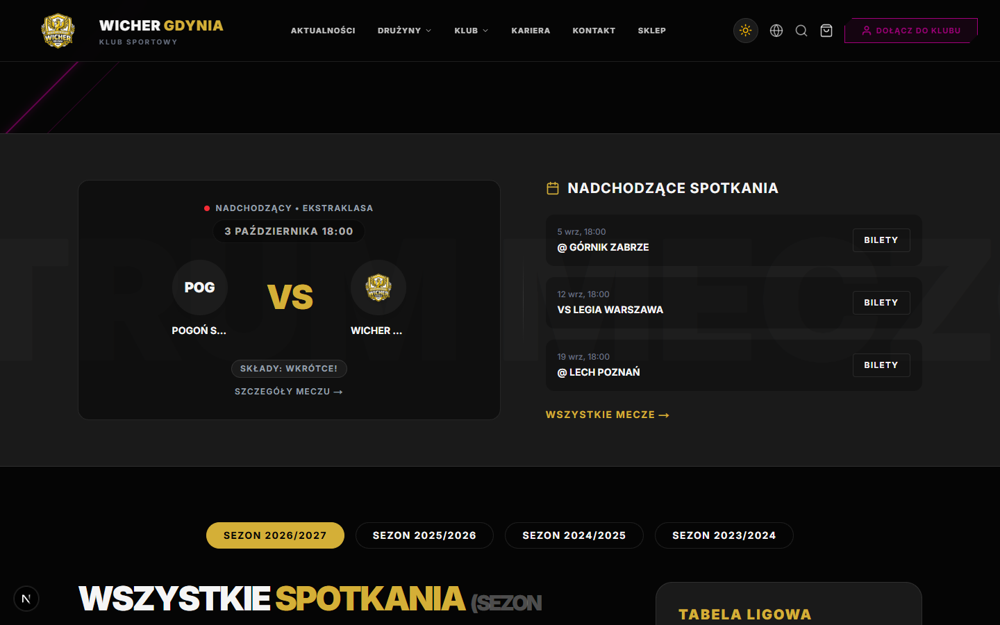 WICHER GDYNIA
KLUB SPORTOWY
AKTUALNOŚCI
DRUŻYNY
KLUB
KARIERA
KONTAKT
SKLEP
DOŁĄCZ DO KLUBU
NADCHODZĄCY • EKSTRAKLASA
3 PAŹDZIERNIKA 18:00
POG
VS
WICHER
POGOŃ S...
WICHER ...
SKŁADY: WKRÓTCE!
SZCZEGÓŁY MECZU →
NADCHODZĄCE SPOTKANIA
5 wrz, 18:00
@ GÓRNIK ZABRZE
BILETY
12 wrz, 18:00
VS LEGIA WARSZAWA
BILETY
19 wrz, 18:00
@ LECH POZNAŃ
BILETY
WSZYSTKIE MECZE →
SEZON 2026/2027
SEZON 2025/2026
SEZON 2024/2025
SEZON 2023/2024
WSZYSTKIE SPOTKANIA (SEZON
TABELA LIGOWA